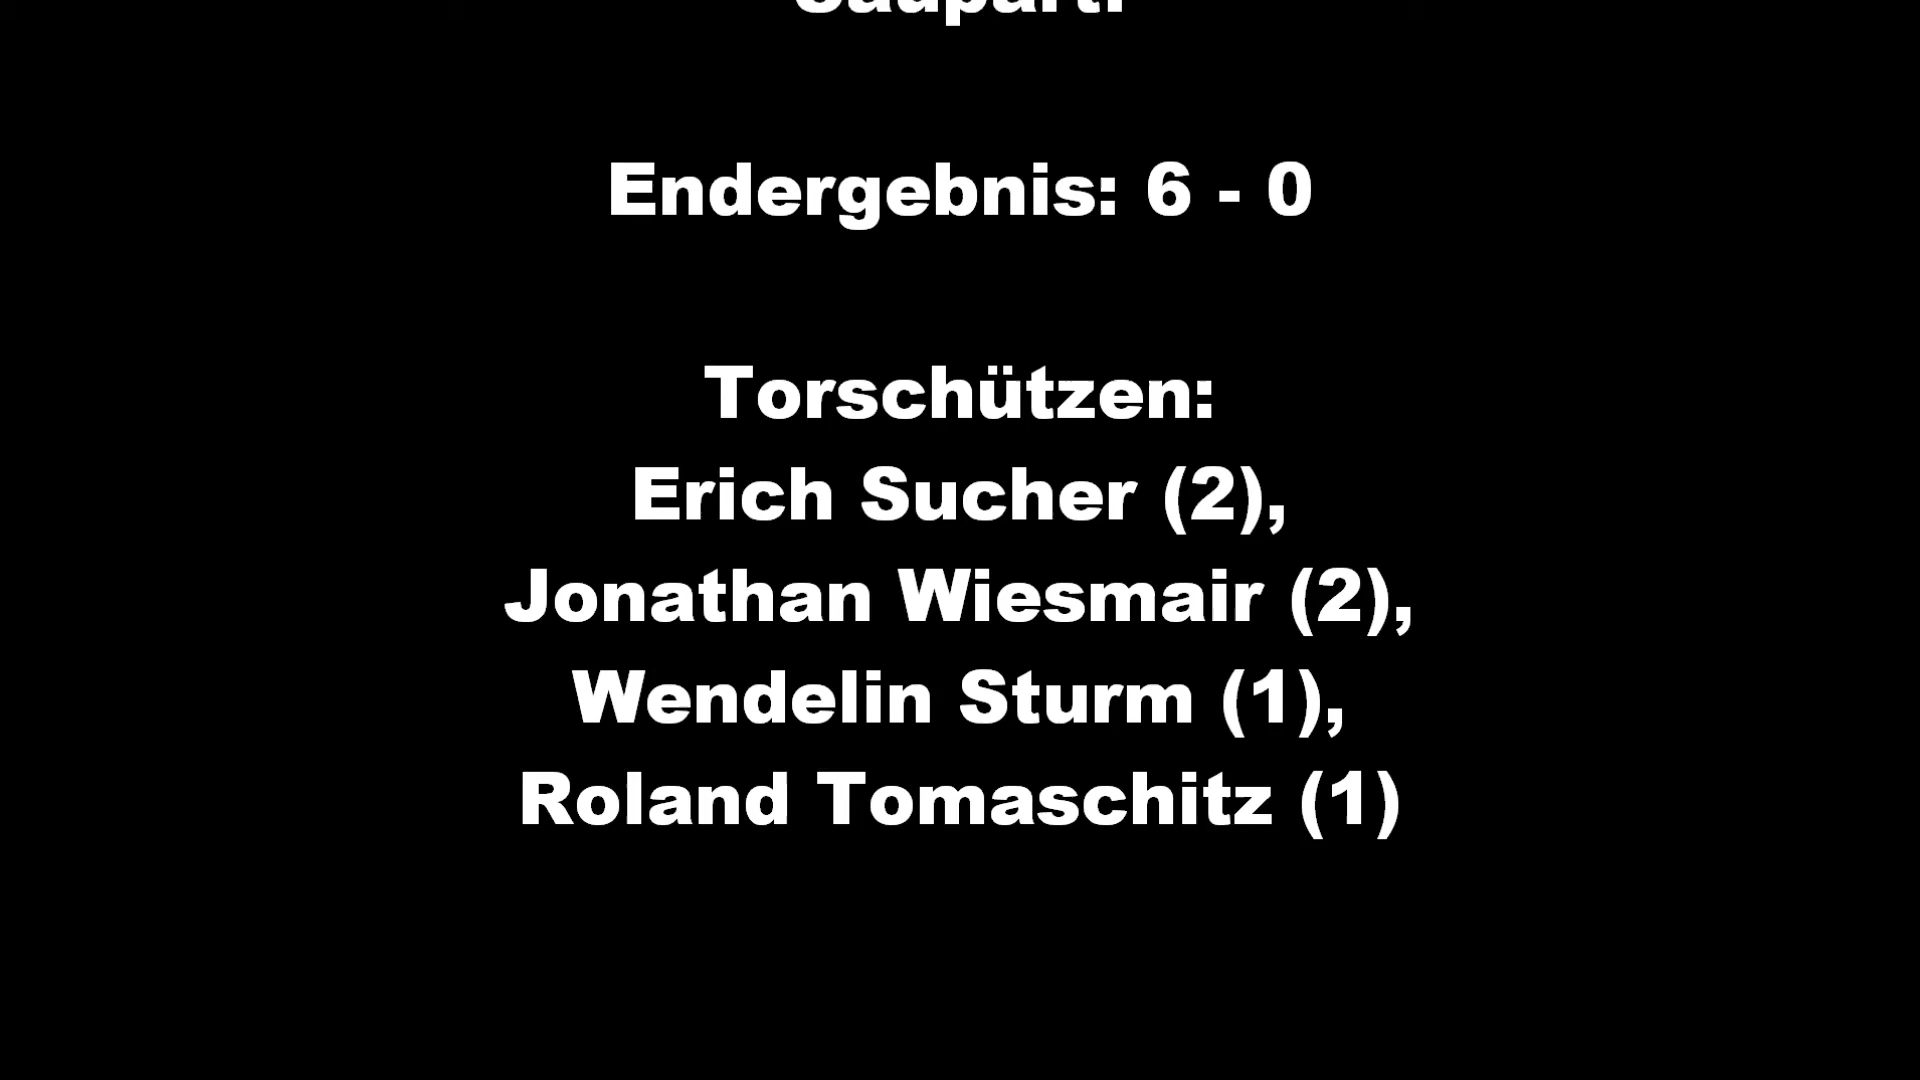 Endergebnis: 6 - 0
Torschützen:
Erich Sucher (2),
Jonathan Wiesmair (2),
Wendelin Sturm (1),
Roland Tomaschitz (1)